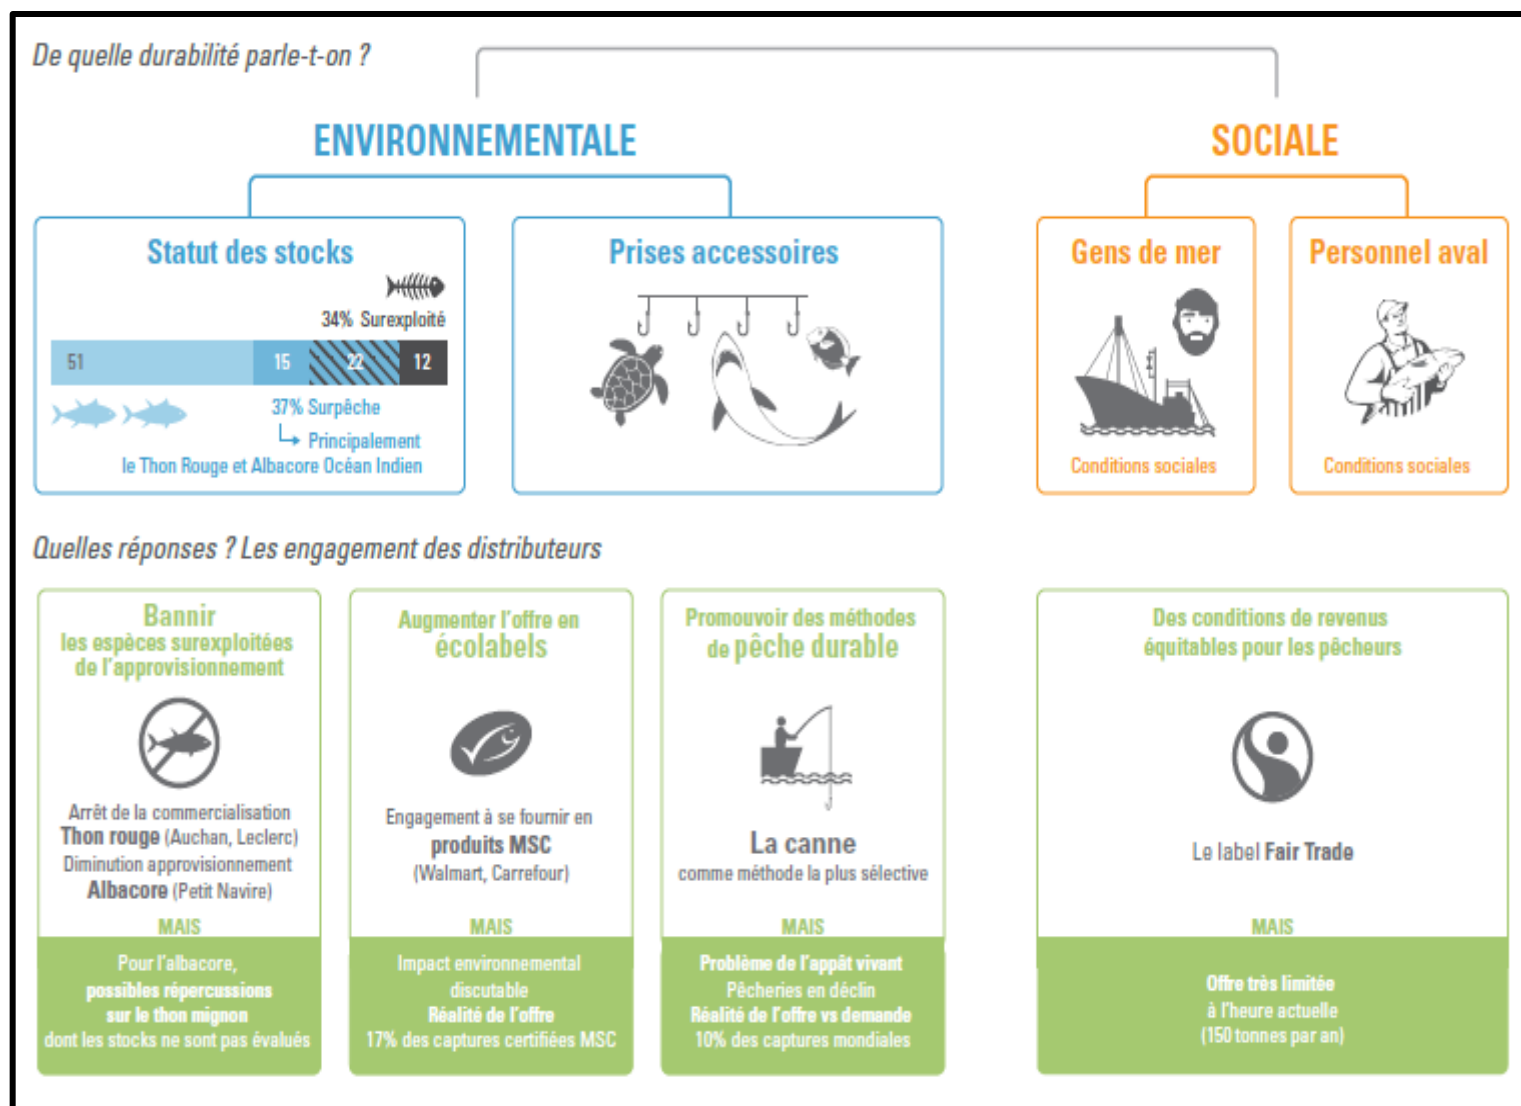 De quelle durabilité parle-t-on ?
ENVIRONNEMENTALE
SOCIALE
Statut des stocks
34% Surexploité
51
15
22
12
37% Surpêche
Principalement
le Thon Rouge et Albacore Océan Indien
Prises accessoires
Gens de mer
Conditions sociales
Personnel aval
Conditions sociales
Quelles réponses ? Les engagement des distributeurs
Bannir
les espèces surexploitées
de l'approvisionnement
Arrêt de la commercialisation
Thon rouge (Auchan, Leclerc)
Diminution approvisionnement
Albacore (Petit Navire)
MAIS
Pour l'albacore,
possibles répercussions
sur le thon mignon
dont les stocks ne sont pas évalués
Augmenter l'offre en
écolabels
Engagement à se fournir en
produits MSC
(Walmart, Carrefour)
MAIS
Impact environnemental
discutable
Réalité de l'offre
17% des captures certifiées MSC
Promouvoir des méthodes
de pêche durable
La canne
comme méthode la plus sélective
MAIS
Problème de l'appât vivant
Pêcheries en déclin
Réalité de l'offre vs demande
10% des captures mondiales
Des conditions de revenus
équitables pour les pêcheurs
Le label Fair Trade
MAIS
Offre très limitée
à l'heure actuelle
(150 tonnes par an)